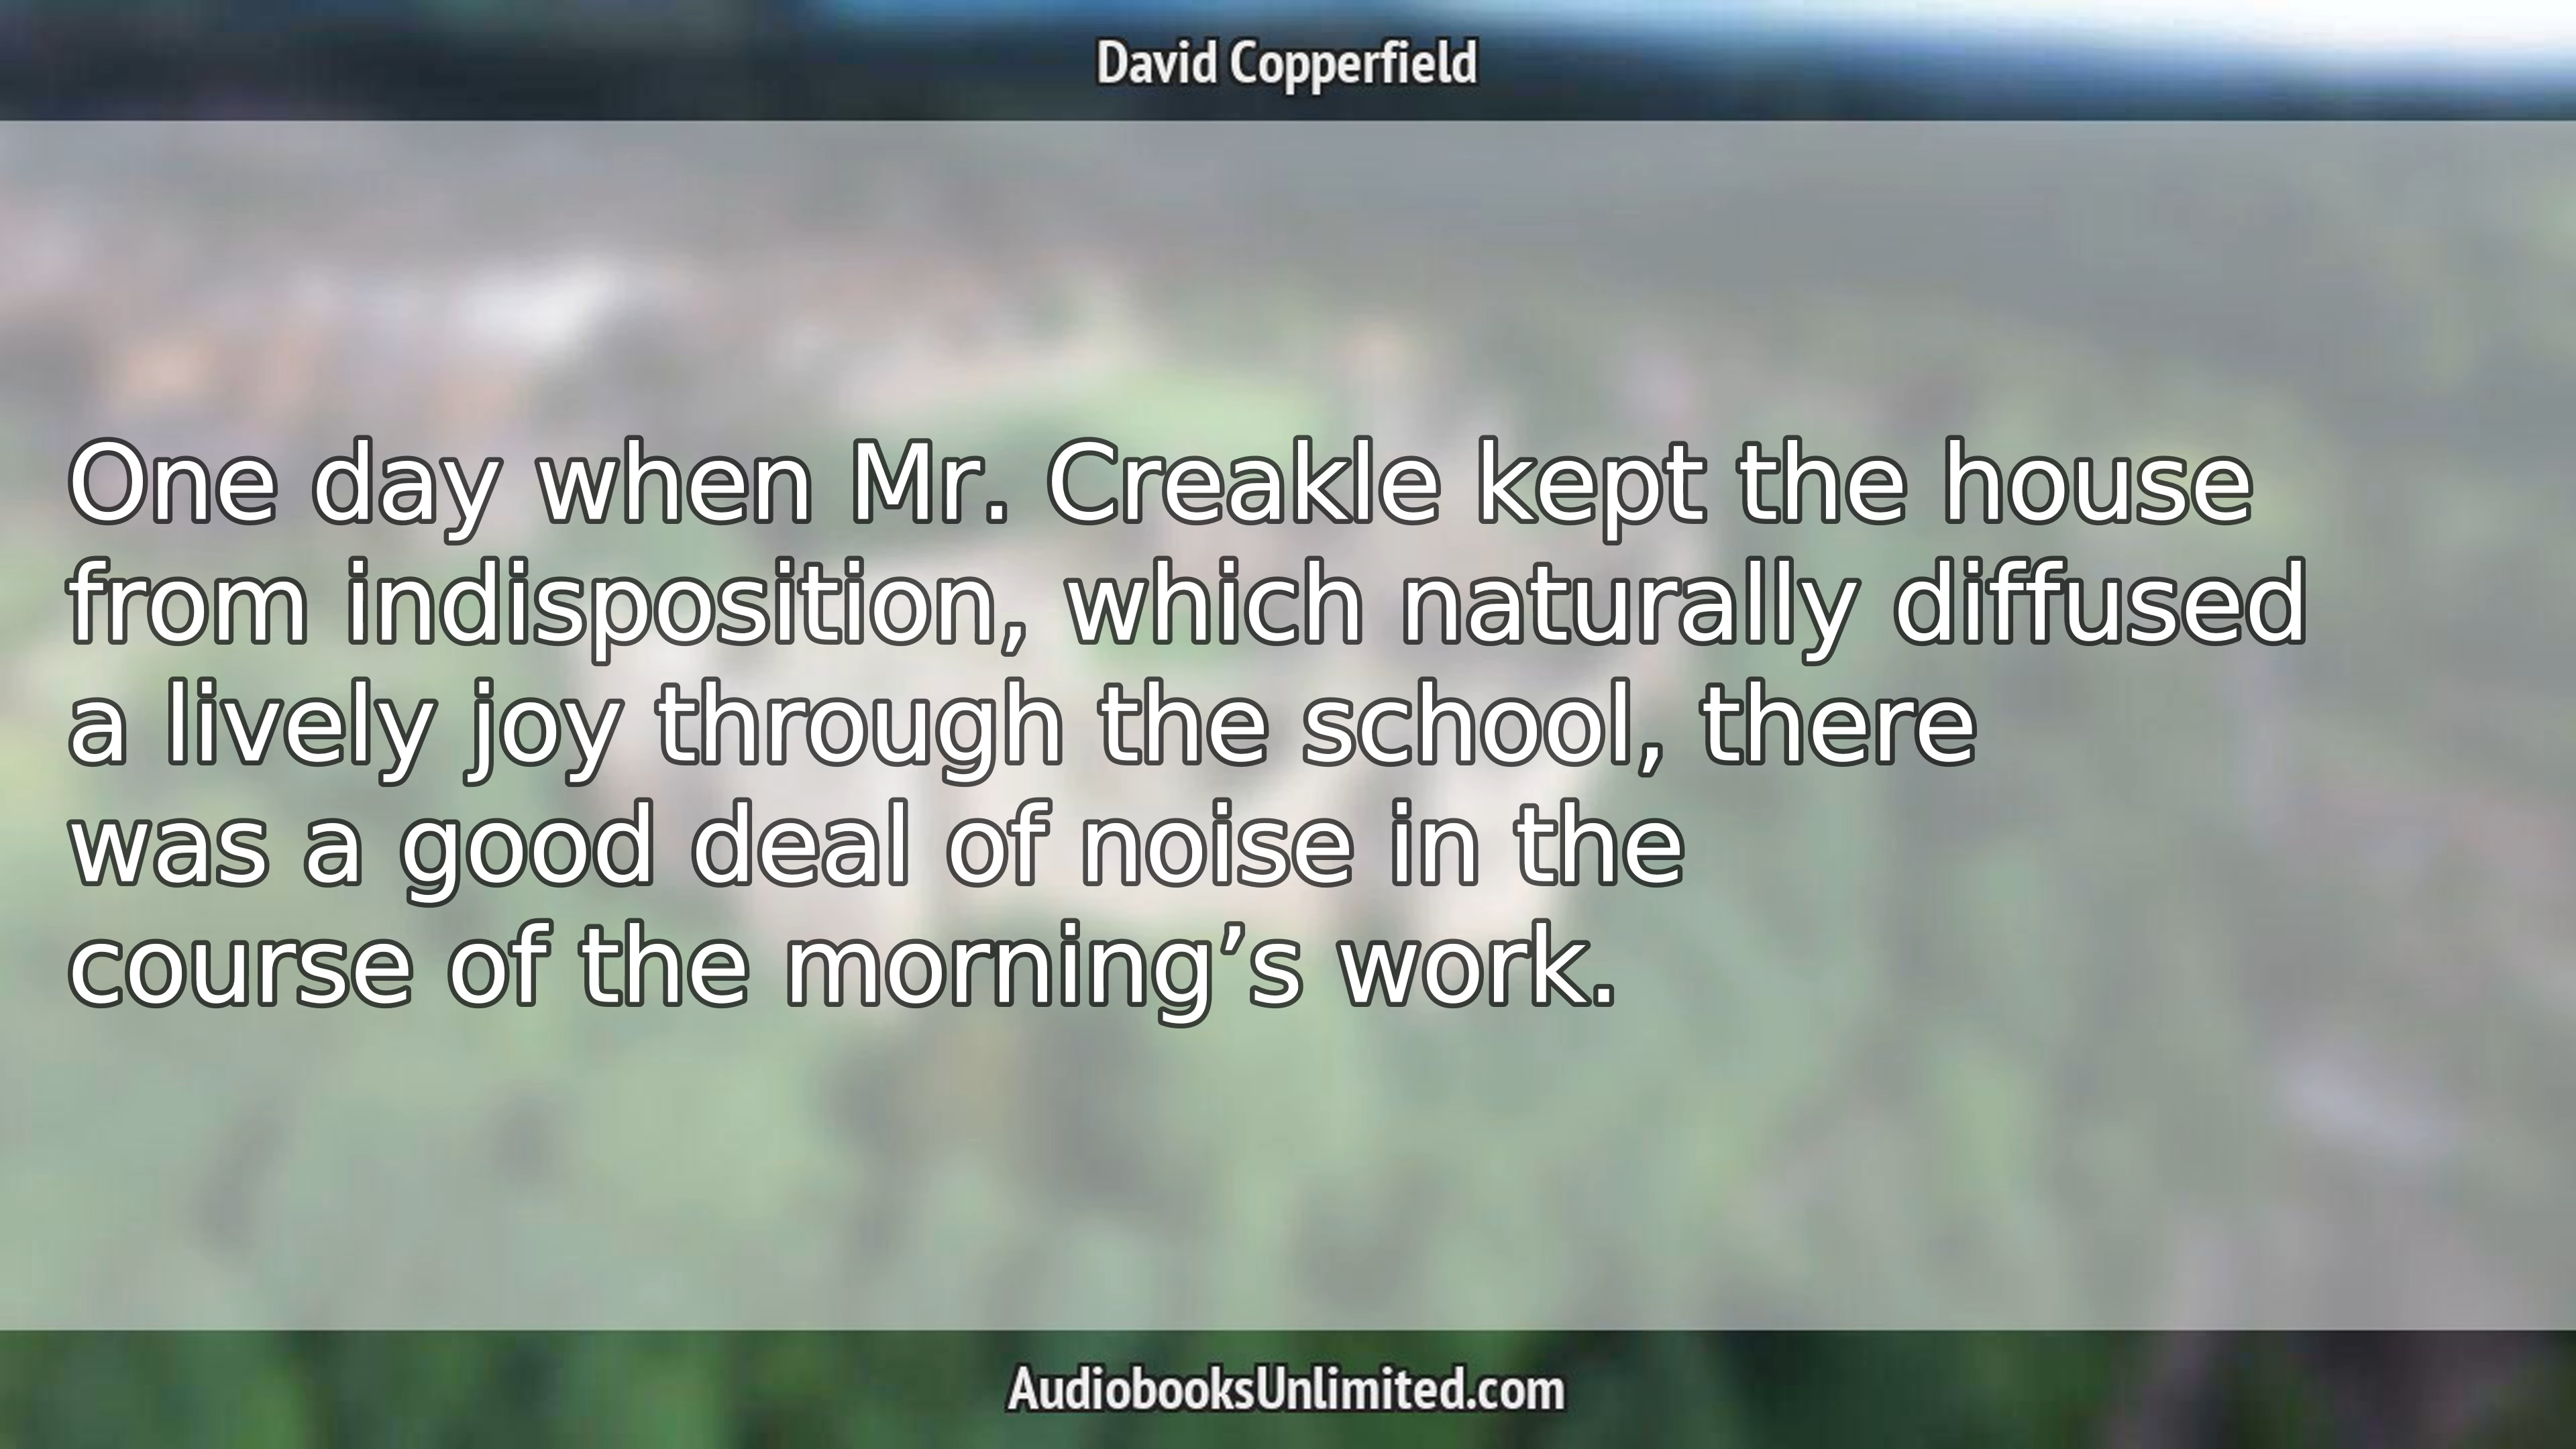 David Copperfield
One day when Mr. Creakle kept the house
from indisposition, which naturally diffused
a lively joy through the school, there
was a good deal of noise in the
course of the morning’s work.
AudiobooksUnlimited.com